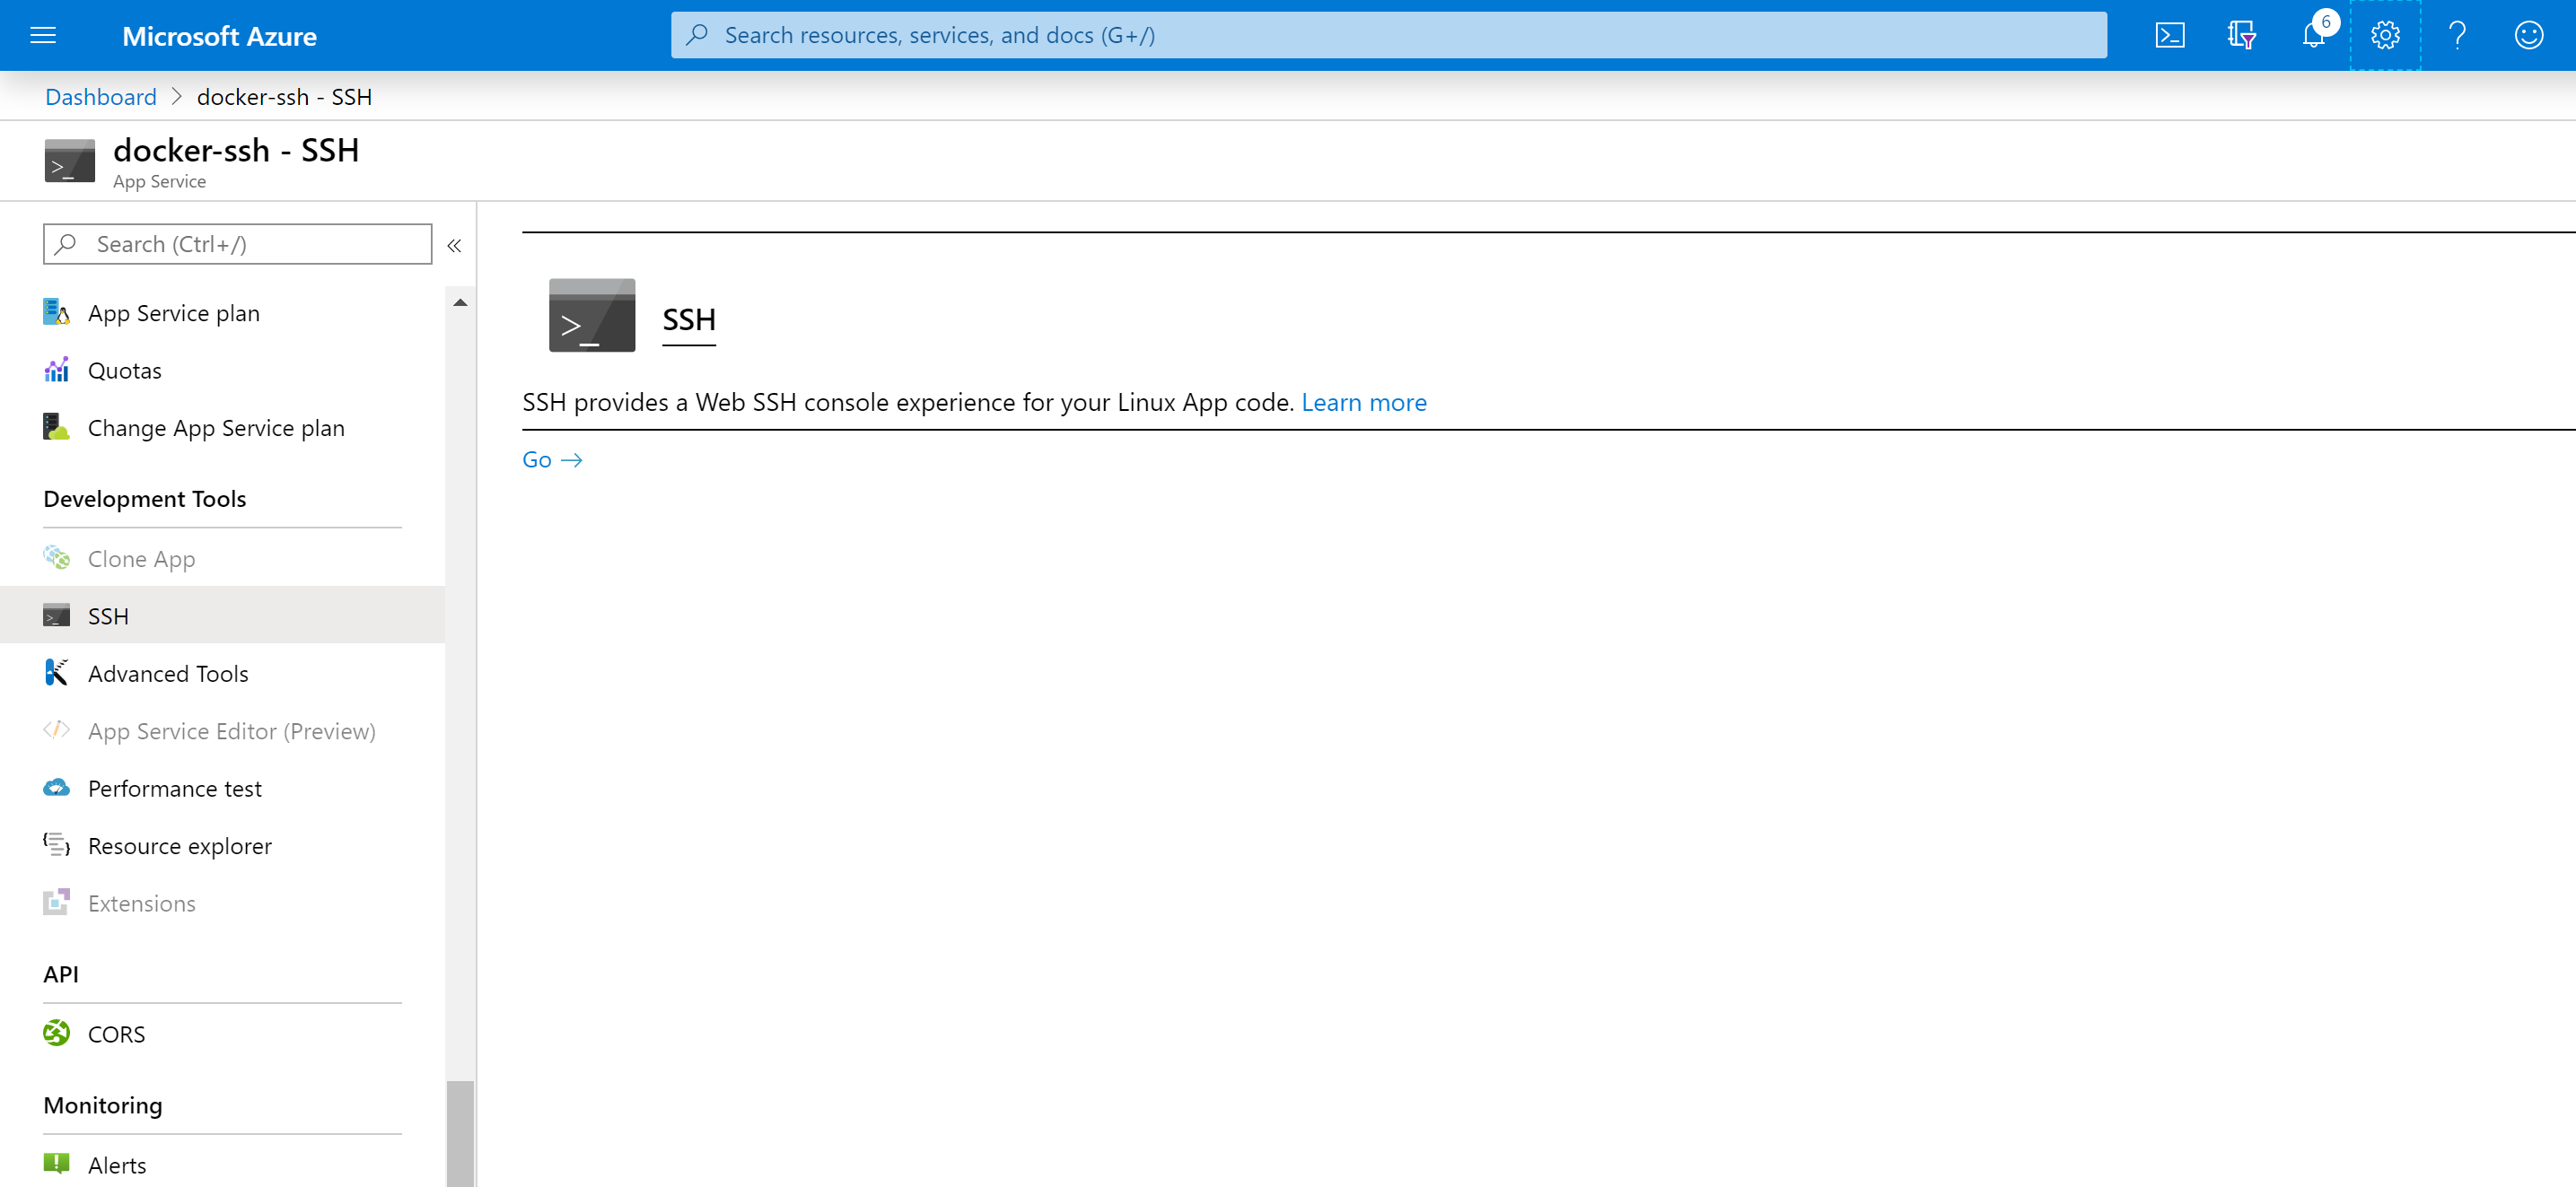 Microsoft Azure
Search resources, services, and docs (G+/)
6
Dashboard > docker-ssh - SSH
docker-ssh - SSH
App Service
Search (Ctrl+/)
App Service plan
Quotas
Change App Service plan
Development Tools
Clone App
SSH
Advanced Tools
App Service Editor (Preview)
Performance test
Resource explorer
Extensions
API
CORS
Monitoring
Alerts
SSH
SSH provides a Web SSH console experience for your Linux App code. Learn more
Go →